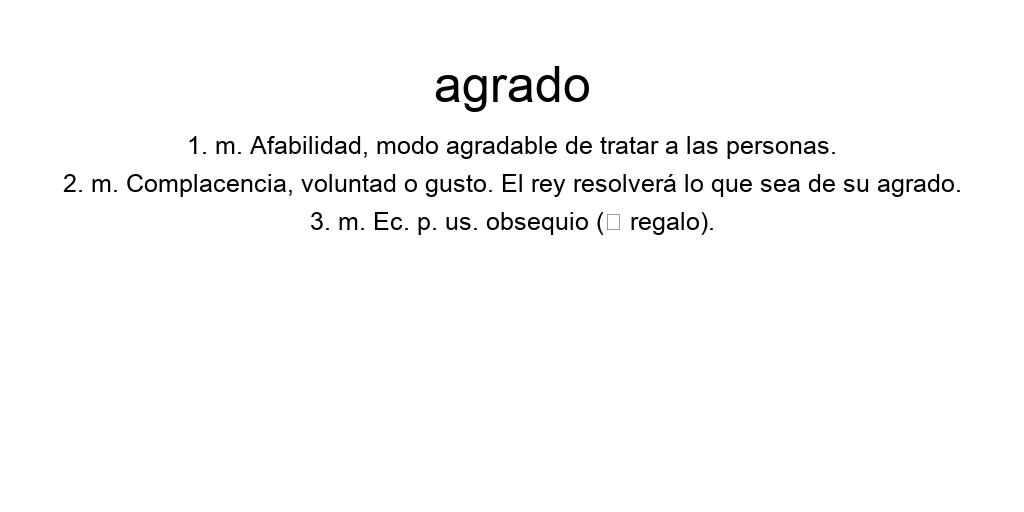 agrado
1. m. Afabilidad, modo agradable de tratar a las personas.
2. m. Complacencia, voluntad o gusto. El rey resolverá lo que sea de su agrado.
3. m. Ec. p. us. obsequio (□ regalo).